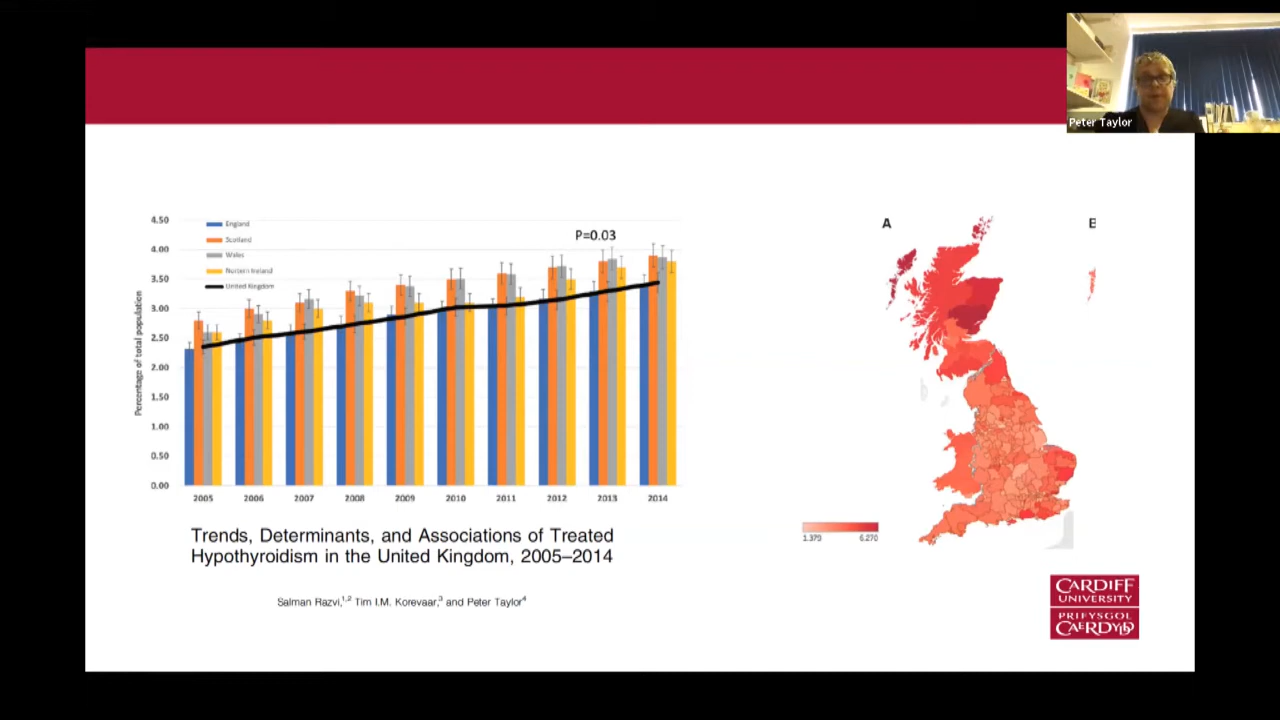 Peter Taylor
4.50
4.00
3.50
3.00
2.50
2.00
1.50
1.00
0.50
0.00
Percentage of total population
England
Scotland
Wales
Nortern Ireland
United Kingdom
P=0.03
2005 2006 2007 2008 2009 2010 2011 2012 2013 2014
A B
1.379 6.270
Trends, Determinants, and Associations of Treated
Hypothyroidism in the United Kingdom, 2005–2014
Salman Razvi,1,2 Tim I.M. Korevaar,3 and Peter Taylor4
CARDIFF
UNIVERSITY
PRIFYSGOL
CAERDYDD